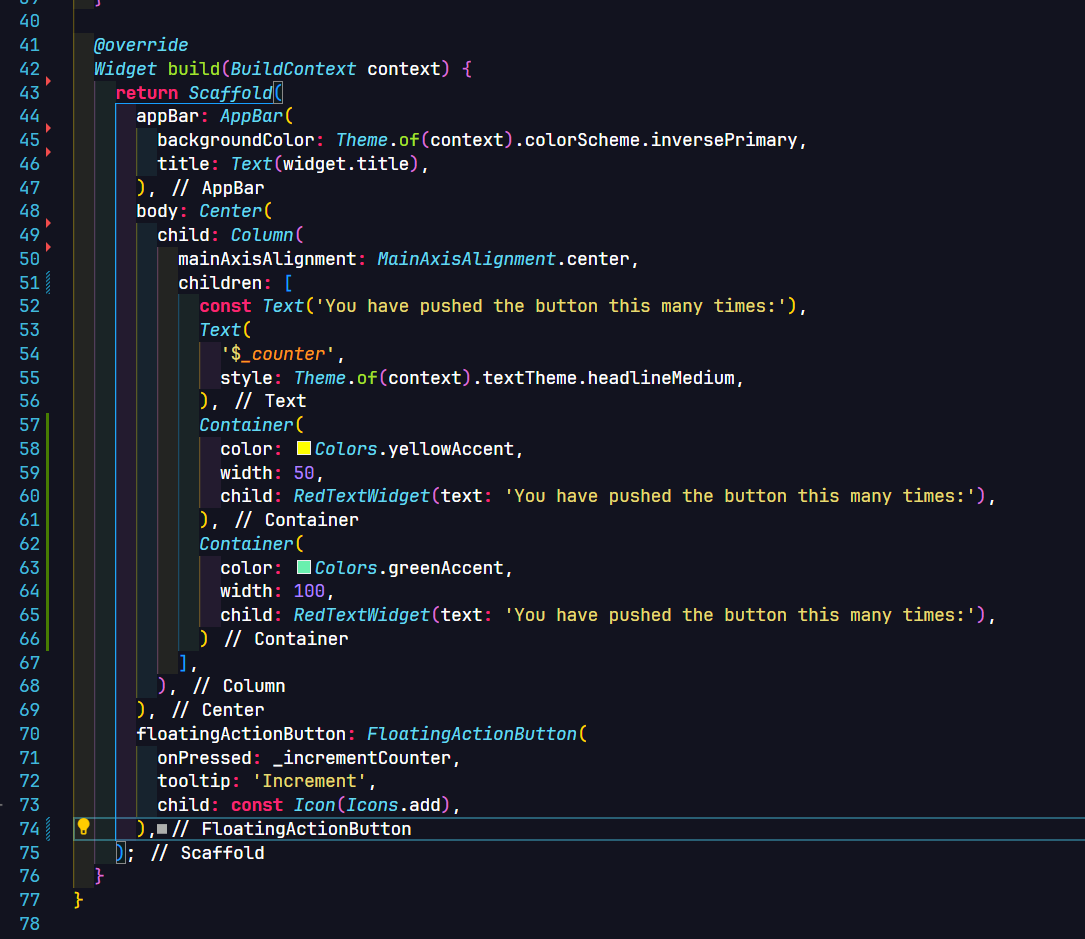 39 }
40
41 @override
42 Widget build(BuildContext context) {
43 return Scaffold(
44 appBar: AppBar(
45 backgroundColor: Theme.of(context).colorScheme.inversePrimary,
46 title: Text(widget.title),
47 ), // AppBar
48 body: Center(
49 child: Column(
50 mainAxisAlignment: MainAxisAlignment.center,
51 children: [
52 const Text('You have pushed the button this many times:'),
53 Text(
54 '$_counter',
55 style: Theme.of(context).textTheme.headlineMedium,
56 ), // Text
57 Container(
58 color: Colors.yellowAccent,
59 width: 50,
60 child: RedTextWidget(text: 'You have pushed the button this many times:'),
61 ), // Container
62 Container(
63 color: Colors.greenAccent,
64 width: 100,
65 child: RedTextWidget(text: 'You have pushed the button this many times:'),
66 ) // Container
67 ],
68 ), // Column
69 ), // Center
70 floatingActionButton: FloatingActionButton(
71 onPressed: _incrementCounter,
72 tooltip: 'Increment',
73 child: const Icon(Icons.add),
74 ), // FloatingActionButton
75 ); // Scaffold
76 }
77 }
78